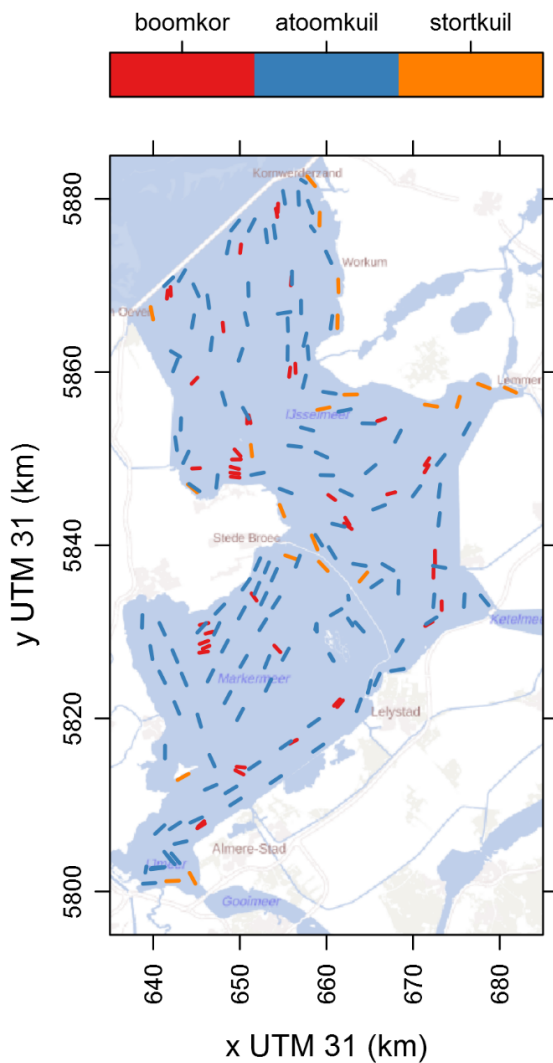 boomkor atoomkuil stortkuil
5880
5860
5840
5820
5800
y UTM 31 (km)
Kornwerderzand
Workum
n Oever
Lemmer
IJsselmeer
Stede Broec
Ketelmeer
Markermeer
Lelystad
Almere-Stad
IJmeer
Gooimeer
640 650 660 670 680
x UTM 31 (km)